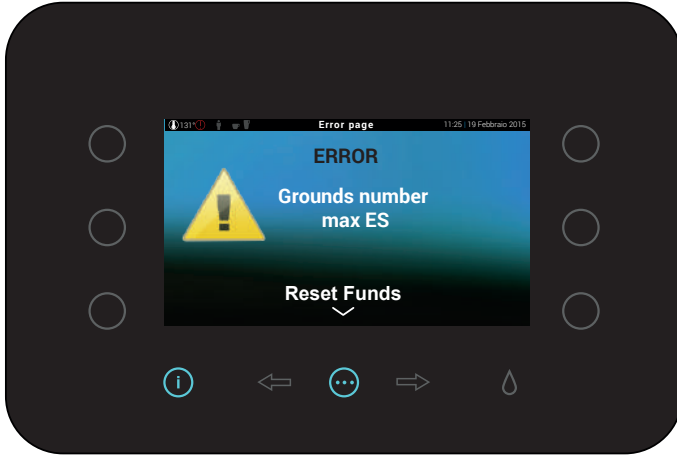 131° Error page 11:25 | 19 Febbraio 2015
ERROR
Grounds number
max ES
Reset Funds
i